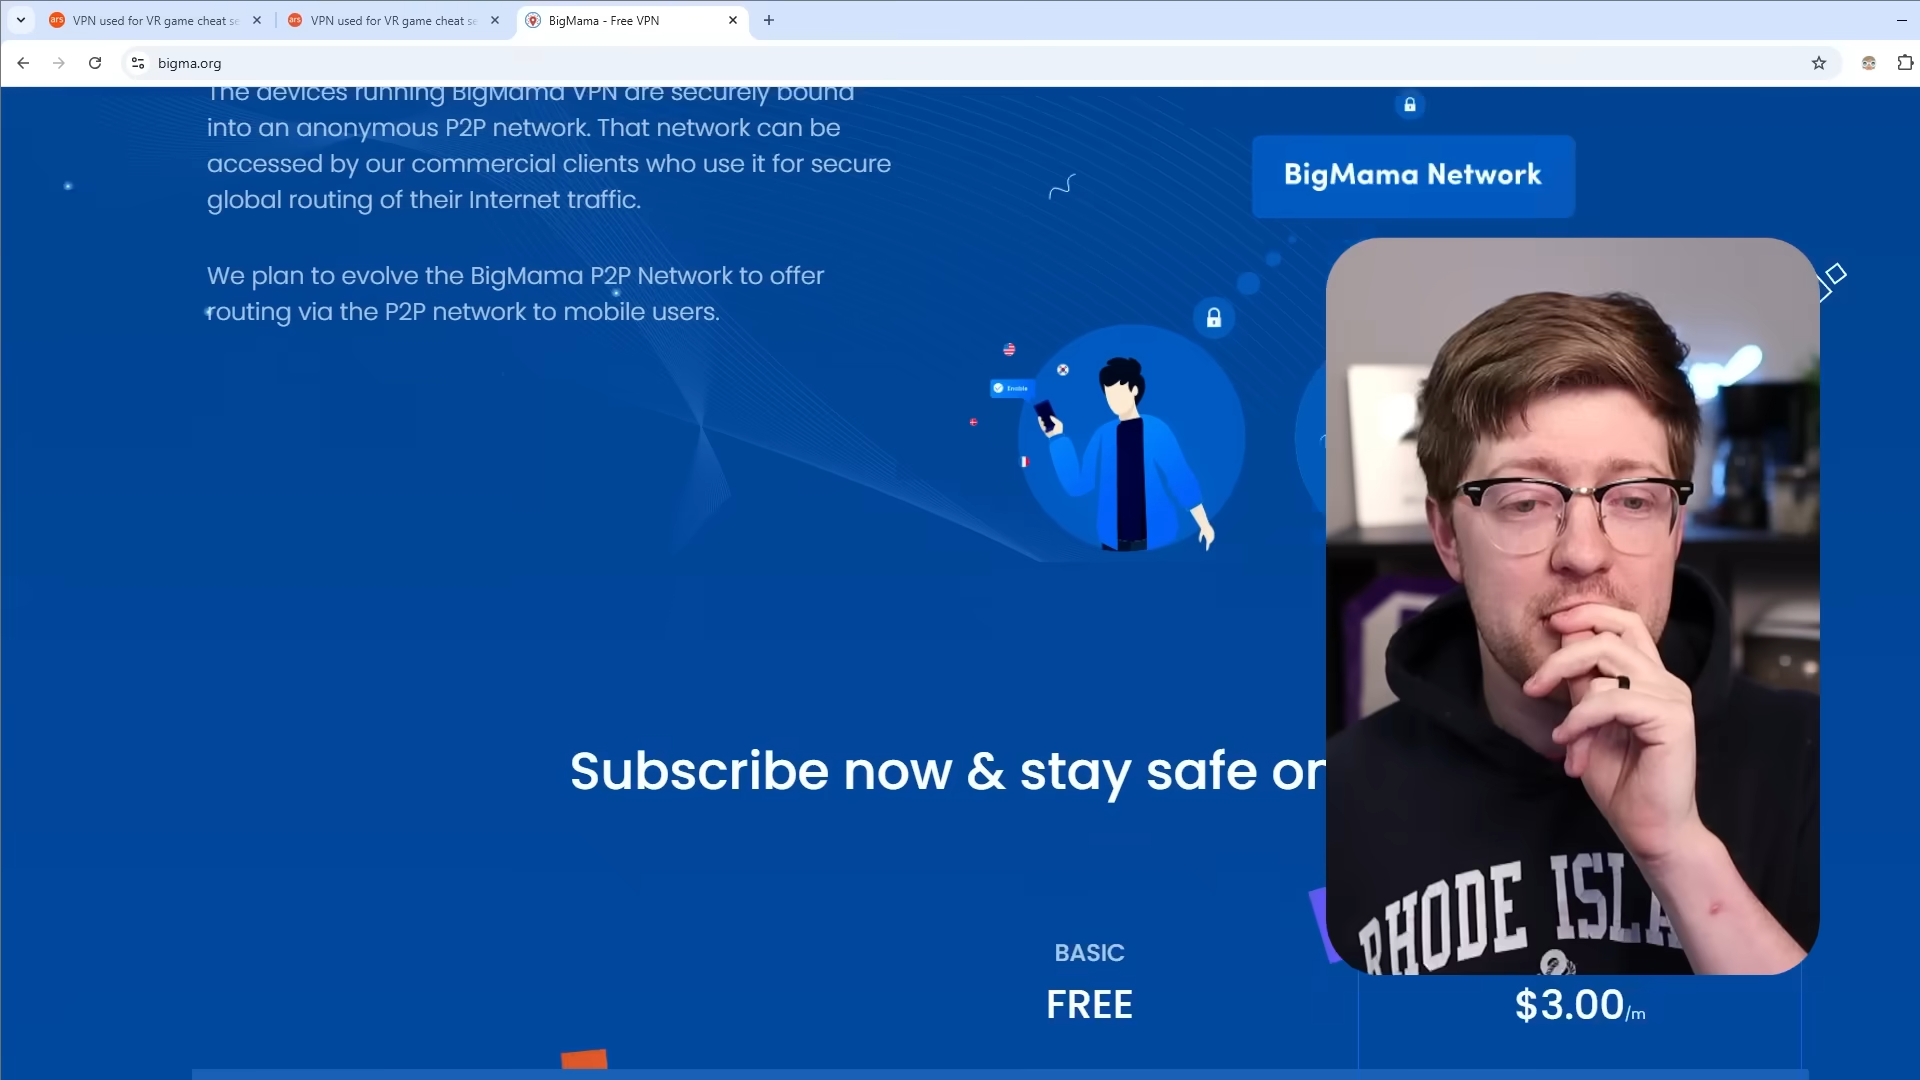 VPN used for VR game cheat se
VPN used for VR game cheat se
BigMama - Free VPN
bigma.org
The devices running BigMama VPN are securely bound
into an anonymous P2P network. That network can be
accessed by our commercial clients who use it for secure
global routing of their Internet traffic.
We plan to evolve the BigMama P2P Network to offer
routing via the P2P network to mobile users.
BigMama Network
Enable
Subscribe now & stay safe on
BASIC
FREE
$3.00/m
RHODE ISLA